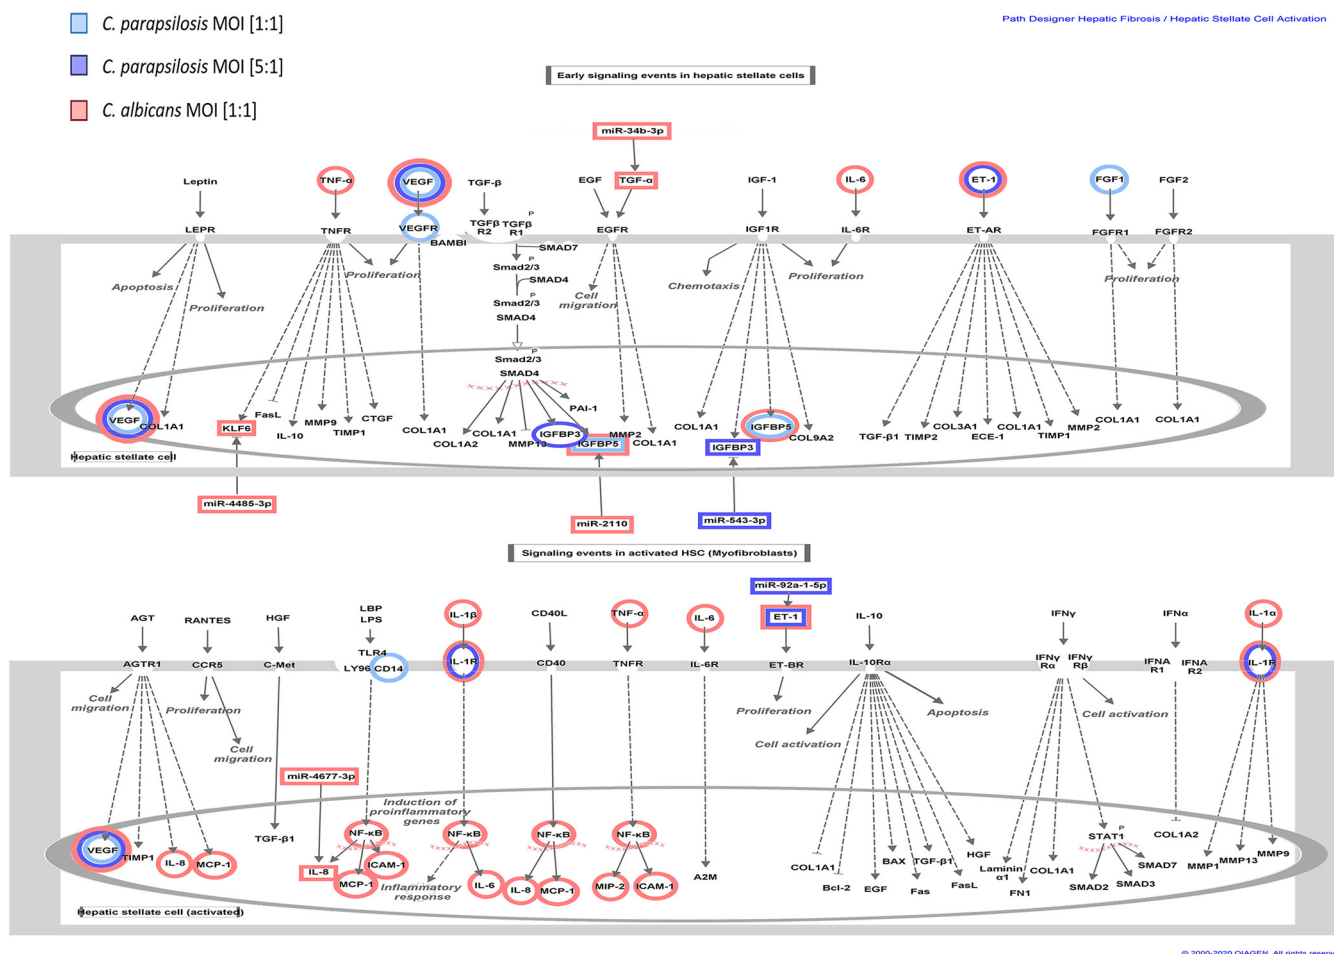 C. parapsilosis MOI [1:1]
C. parapsilosis MOI [5:1]
C. albicans MOI [1:1]
Path Designer Hepatic Fibrosis / Hepatic Stellate Cell Activation
Early signaling events in hepatic stellate cells
miR-34b-3p
Leptin
TNF-α
VEGF
TGF-β
EGF
TGF-α
IGF-1
IL-6
ET-1
FGF1
FGF2
LEPR
TNFR
VEGFR
BAMBI
TGFβ
R2
TGFβ
R1
P
EGFR
IGF1R
IL-6R
ET-AR
FGFR1
FGFR2
SMAD7
Smad2/3
P
SMAD4
Smad2/3
P
SMAD4
Apoptosis
Proliferation
Proliferation
Cell
migration
Chemotaxis
Proliferation
Proliferation
Smad2/3
P
SMAD4
VEGF
COL1A1
KLF6
FasL
IL-10
MMP9
TIMP1
CTGF
COL1A1
COL1A2
COL1A1
MMP13
IGFBP3
PAI-1
IGFBP5
MMP2
COL1A1
COL1A1
IGFBP3
IGFBP5
COL9A2
TGF-β1
TIMP2
COL3A1
ECE-1
COL1A1
TIMP1
MMP2
COL1A1
COL1A1
Hepatic stellate cell
miR-4485-3p
miR-2110
miR-543-3p
Signaling events in activated HSC (Myofibroblasts)
miR-92a-1-5p
AGT
RANTES
HGF
LBP
LPS
IL-1β
CD40L
TNF-α
IL-6
ET-1
IL-10
IFNγ
IFNα
IL-1α
AGTR1
CCR5
C-Met
TLR4
LY96
CD14
IL-1R
CD40
TNFR
IL-6R
ET-BR
IL-10Rα
IFNγ
Rα
IFNγ
Rβ
IFNA
R1
IFNA
R2
IL-1R
Cell
migration
Proliferation
Cell
migration
Proliferation
Cell activation
Apoptosis
Cell activation
miR-4677-3p
Induction of
proinflammatory
genes
NF-κB
NF-κB
NF-κB
NF-κB
STAT1
P
VEGF
TIMP1
IL-8
MCP-1
TGF-β1
IL-8
MCP-1
ICAM-1
Inflammatory
response
IL-6
IL-8
MCP-1
MIP-2
ICAM-1
A2M
COL1A1
Bcl-2
EGF
BAX
Fas
TGF-β1
FasL
HGF
Laminin
α1
FN1
COL1A1
SMAD2
SMAD3
SMAD7
COL1A2
MMP1
MMP13
MMP9
Hepatic stellate cell (activated)
© 2000-2020 QIAGEN. All rights reserve